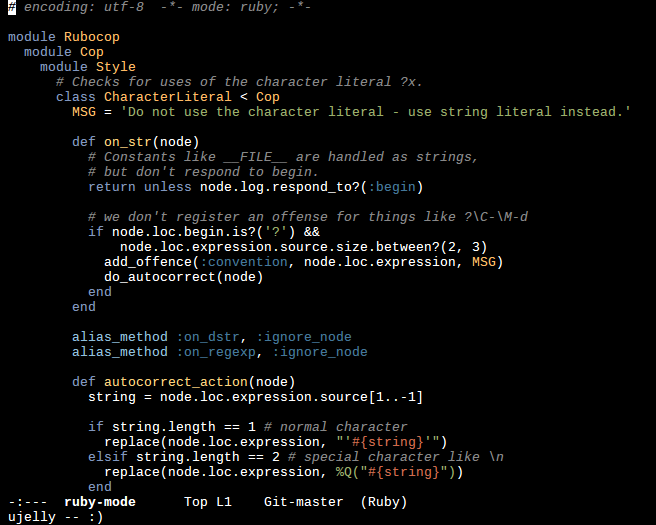 # encoding: utf-8  -*- mode: ruby; -*-

module Rubocop
  module Cop
    module Style
      # Checks for uses of the character literal ?x.
      class CharacterLiteral < Cop
        MSG = 'Do not use the character literal - use string literal instead.'

        def on_str(node)
          # Constants like __FILE__ are handled as strings,
          # but don't respond to begin.
          return unless node.log.respond_to?(:begin)

          # we don't register an offense for things like ?\C-\M-d
          if node.loc.begin.is?('?') &&
              node.loc.expression.source.size.between?(2, 3)
            add_offence(:convention, node.loc.expression, MSG)
            do_autocorrect(node)
          end
        end

        alias_method :on_dstr, :ignore_node
        alias_method :on_regexp, :ignore_node

        def autocorrect_action(node)
          string = node.loc.expression.source[1..-1]

          if string.length == 1 # normal character
            replace(node.loc.expression, "'#{string}'")
          elsif string.length == 2 # special character like \n
            replace(node.loc.expression, %Q("#{string}"))
          end
-:---  ruby-mode      Top L1    Git-master  (Ruby)
ujelly -- :)